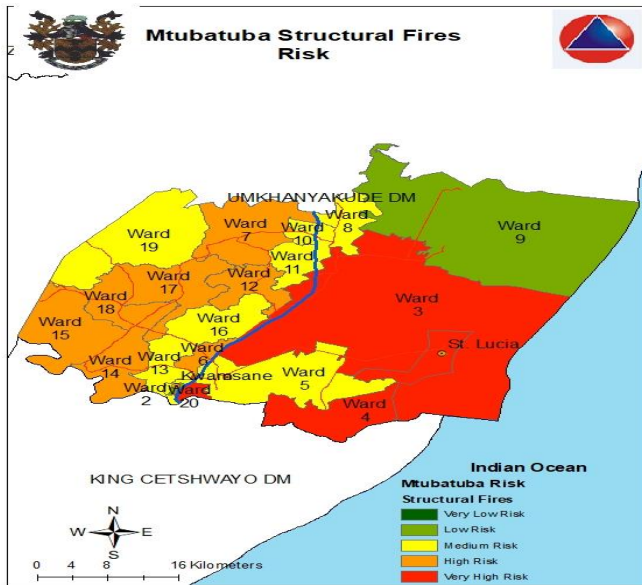 Mtubatuba Structural Fires
Risk
Z
UMKHANYAKUDE DM
Ward
7
Ward
10
Ward
8
Ward
9
Ward
19
Ward
11
Ward
12
Ward
17
Ward
3
Ward
18
Ward
16
Ward
15
St. Lucia
Ward
6
Ward
13
Ward
14
Ward
5
Ward
2
Ward
20
Ward
4
KING CETSHWAYO DM
Indian Ocean
Mtubatuba Risk
Structural Fires
Very Low Risk
Low Risk
Medium Risk
High Risk
Very High Risk
N
W E
S
0 4 8 16 Kilometers